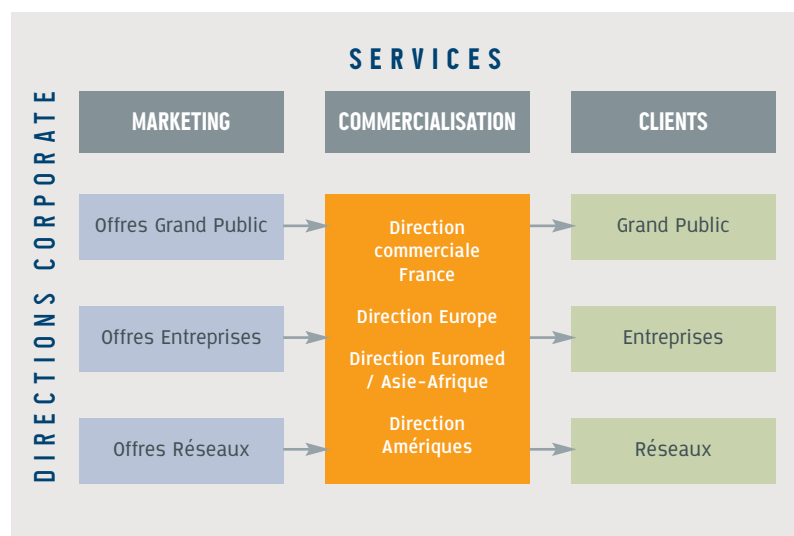 SERVICES
DIRECTIONS CORPORATE
MARKETING
COMMERCIALISATION
CLIENTS
Offres Grand Public
Offres Entreprises
Offres Réseaux
Direction
commerciale
France
Direction Europe
Direction Euromed
/ Asie-Afrique
Direction
Amériques
Grand Public
Entreprises
Réseaux